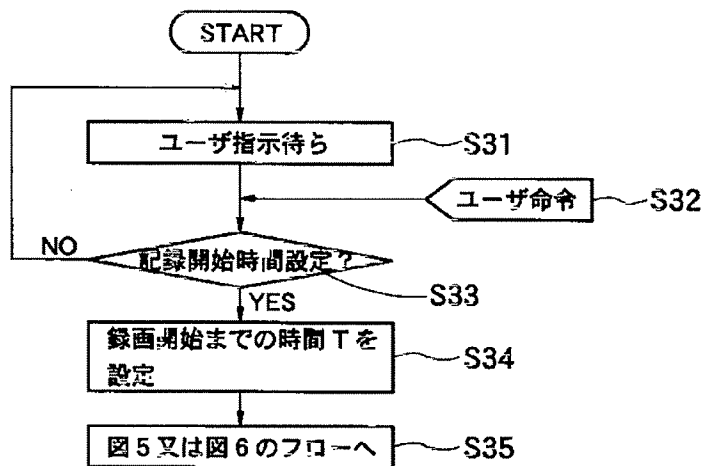 START
ユーザ指示待ち
S31
ユーザ命令
S32
NO
記録開始時間設定?
S33
YES
録画開始までの時間Tを
設定
S34
図5又は図6のフローへ
S35